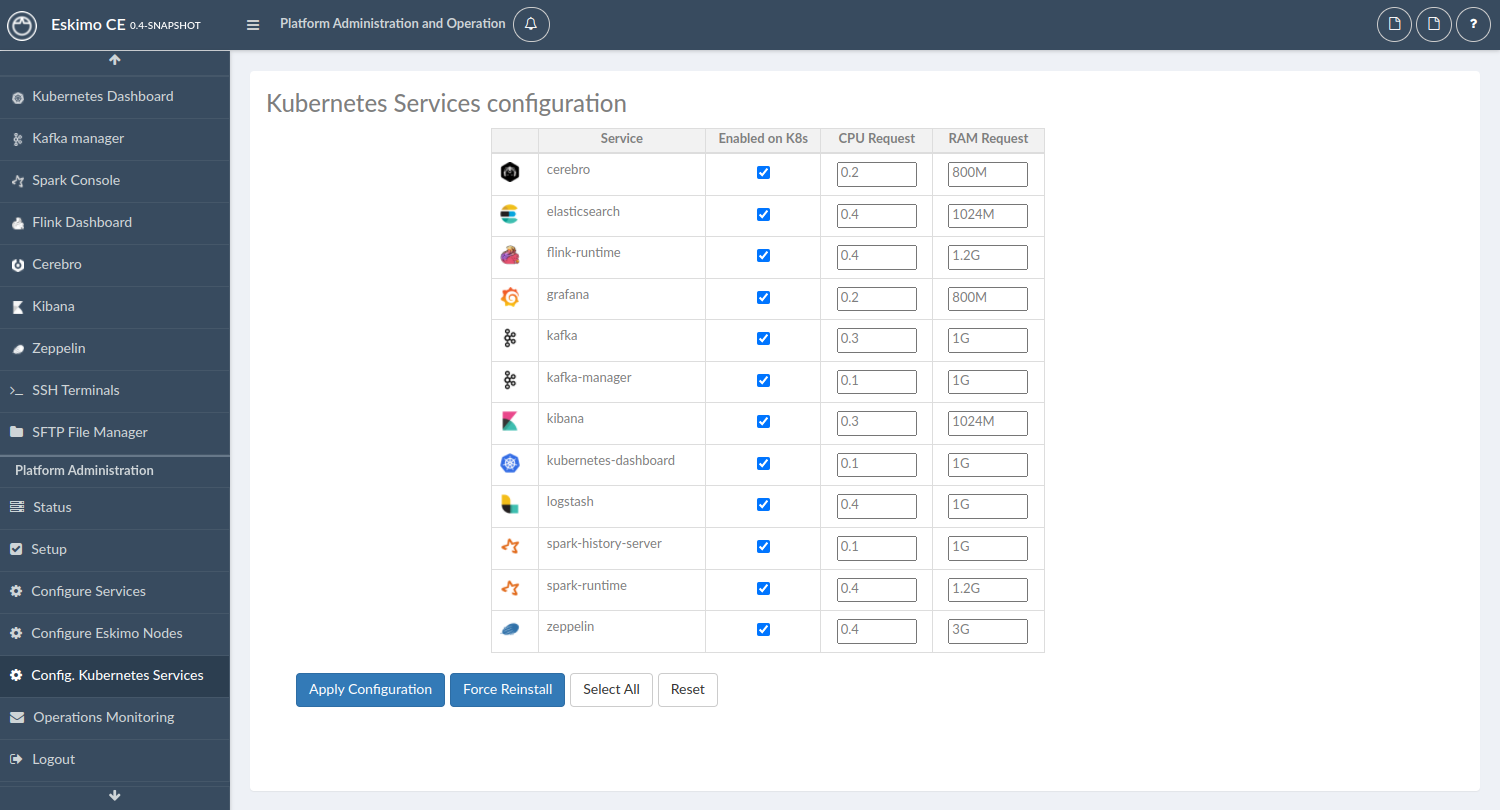 Eskimo CE 0.4-SNAPSHOT
Platform Administration and Operation
?
Kubernetes Dashboard
Kafka manager
Spark Console
Flink Dashboard
Cerebro
Kibana
Zeppelin
SSH Terminals
SFTP File Manager
Platform Administration
Status
Setup
Configure Services
Configure Eskimo Nodes
Config. Kubernetes Services
Operations Monitoring
Logout
Kubernetes Services configuration
Service Enabled on K8s CPU Request RAM Request
cerebro 0.2 800M
elasticsearch 0.4 1024M
flink-runtime 0.4 1.2G
grafana 0.2 800M
kafka 0.3 1G
kafka-manager 0.1 1G
kibana 0.3 1024M
kubernetes-dashboard 0.1 1G
logstash 0.4 1G
spark-history-server 0.1 1G
spark-runtime 0.4 1.2G
zeppelin 0.4 3G
Apply Configuration Force Reinstall Select All Reset